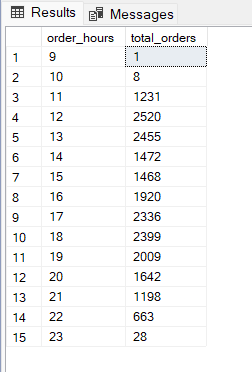 Results Messages
order_hours total_orders
1 9 1
2 10 8
3 11 1231
4 12 2520
5 13 2455
6 14 1472
7 15 1468
8 16 1920
9 17 2336
10 18 2399
11 19 2009
12 20 1642
13 21 1198
14 22 663
15 23 28